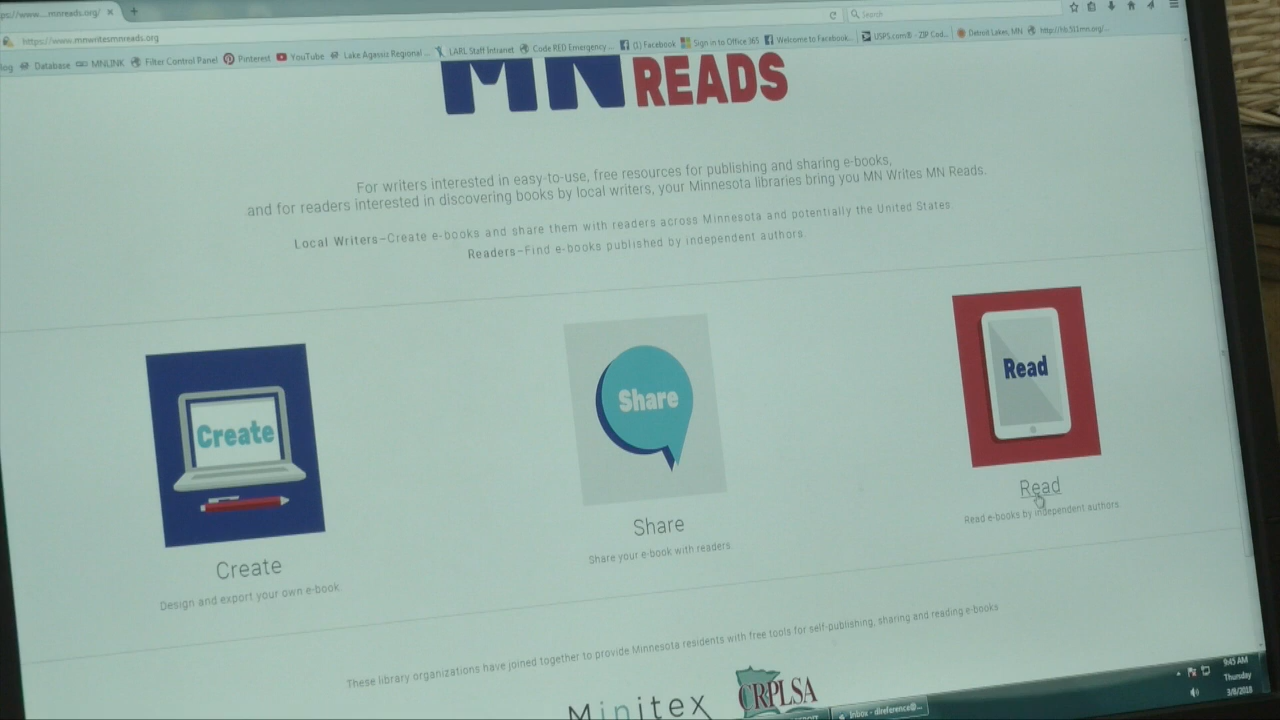 https://www.mnwritesmnreads.org
Search
Database
MNLINK
Filter Control Panel
Pinterest
YouTube
Lake Agassiz Regional ...
LARL Staff Intranet
Code RED Emergency ...
(1) Facebook
Sign in to Office 365
Welcome to Facebook...
USPS.com® - ZIP Cod...
Detroit Lakes, MN
http://hb.511mn.org/...
MN READS
For writers interested in easy-to-use, free resources for publishing and sharing e-books,
and for readers interested in discovering books by local writers, your Minnesota libraries bring you MN Writes MN Reads.
Local Writers–Create e-books and share them with readers across Minnesota and potentially the United States
Readers–Find e-books published by independent authors.
Create
Share
Read
Create
Design and export your own e-book.
Share
Share your e-book with readers.
Read
Read e-books by independent authors
These library organizations have joined together to provide Minnesota residents with free tools for self-publishing, sharing and reading e-books
Minitex
CRPLSA
Inbox - dlreference@...
9:45 AM
Thursday
3/8/2018